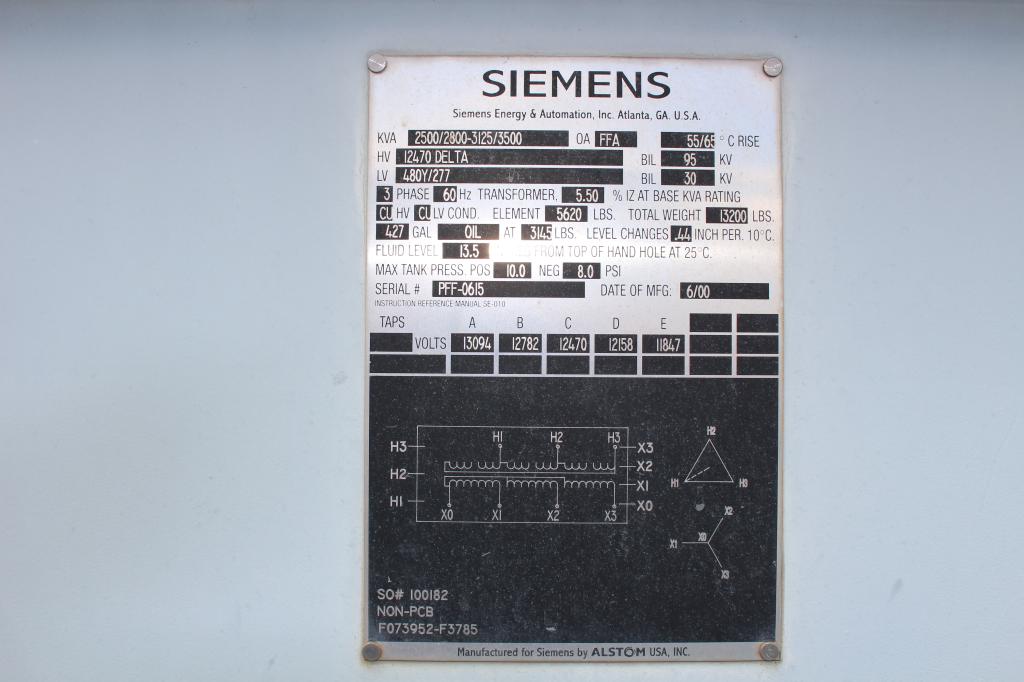 SIEMENS
Siemens Energy & Automation, Inc. Atlanta, GA. U.S.A.
KVA 2500/2800-3125/3500 OA FFA 55/65 ° C RISE
HV 12470 DELTA BIL 95 KV
LV 480Y/277 BIL 30 KV
3 PHASE 60 Hz TRANSFORMER, 5.50 % IZ AT BASE KVA RATING
CU HV CU LV COND. ELEMENT 5620 LBS. TOTAL WEIGHT 13200 LBS.
427 GAL OIL AT 3145 LBS. LEVEL CHANGES .44 INCH PER. 10°C.
FLUID LEVEL 13.5 FROM TOP OF HAND HOLE AT 25°C.
MAX TANK PRESS. POS 10.0 NEG 8.0 PSI
SERIAL # PFF-0615 DATE OF MFG: 6/00
INSTRUCTION REFERENCE MANUAL SE-010
TAPS A B C D E
VOLTS 13094 12782 12470 12158 11847
H1 H2 H3
H3 X3
H2 X2
H1 X1
X0
X0 X1 X2 X3
H2
H1 H3
X2
X1 X0
X3
SO# 100182
NON-PCB
F073952-F3785
Manufactured for Siemens by ALSTOM USA, INC.